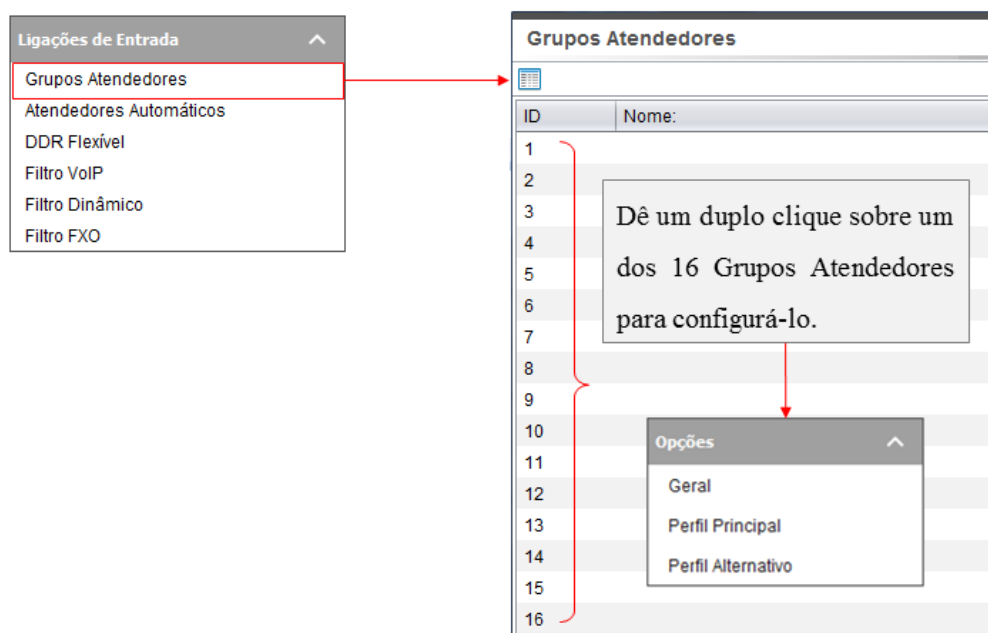 Ligações de Entrada
Grupos Atendedores
Atendedores Automáticos
DDR Flexível
Filtro VoIP
Filtro Dinâmico
Filtro FXO
Grupos Atendedores
ID Nome:
1
2
3
4
5
6
7
8
9
10
11
12
13
14
15
16
Dê um duplo clique sobre um
dos 16 Grupos Atendedores
para configurá-lo.
Opções
Geral
Perfil Principal
Perfil Alternativo